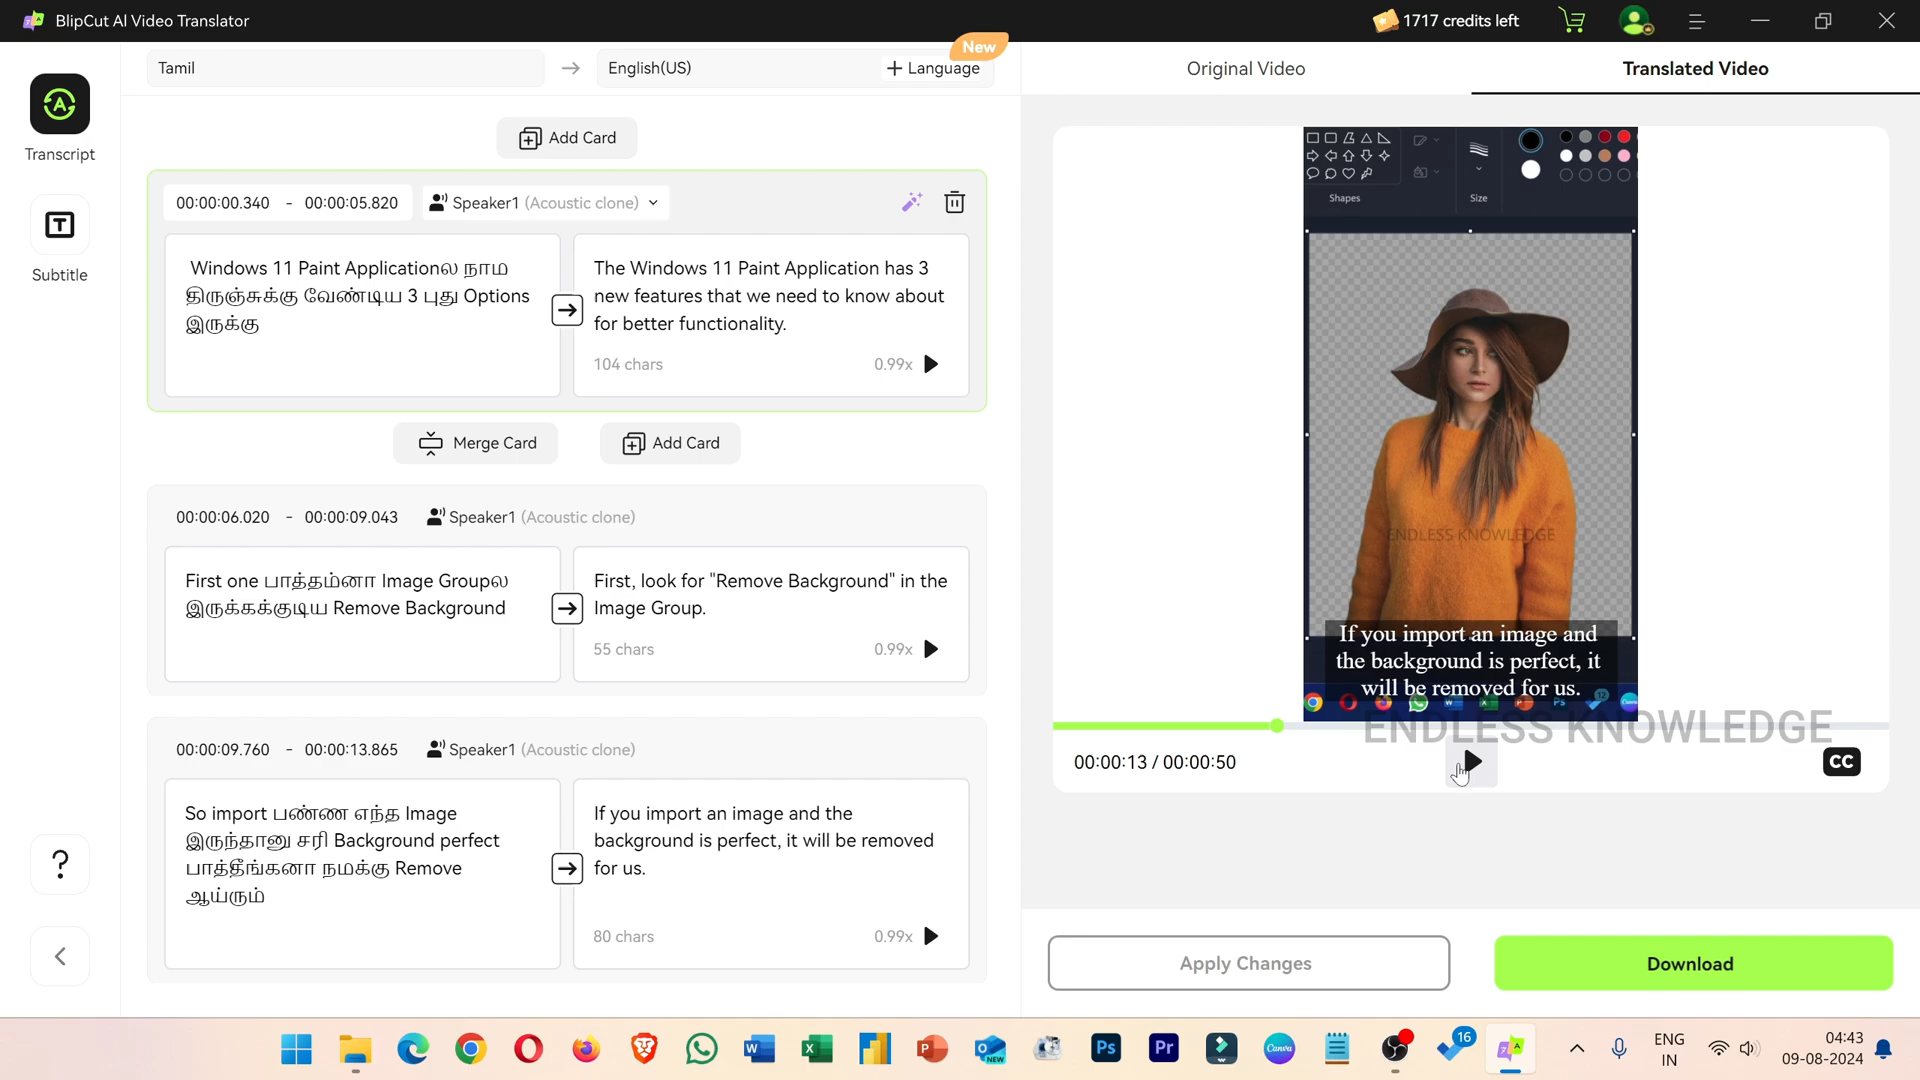 BlipCut AI Video Translator
1717 credits left
Tamil
English(US)
+ Language
New
Original Video
Translated Video
Transcript
Subtitle
Add Card
00:00:00.340 - 00:00:05.820
Speaker1 (Acoustic clone)
Windows 11 Paint Applicationல நாம
திருஞ்சுக்கு வேண்டிய 3 புது Options
இருக்கு
The Windows 11 Paint Application has 3
new features that we need to know about
for better functionality.
104 chars
0.99x
Merge Card
Add Card
00:00:06.020 - 00:00:09.043
Speaker1 (Acoustic clone)
First one பாத்தம்னா Image Groupல
இருக்கக்குடிய Remove Background
First, look for "Remove Background" in the
Image Group.
55 chars
0.99x
00:00:09.760 - 00:00:13.865
Speaker1 (Acoustic clone)
So import பண்ண எந்த Image
இருந்தானு சரி Background perfect
பாத்தீங்கனா நமக்கு Remove
ஆய்ரும்
If you import an image and the
background is perfect, it will be removed
for us.
80 chars
0.99x
Shapes
Size
ENDLESS KNOWLEDGE
If you import an image and
the background is perfect, it
will be removed for us.
ENDLESS KNOWLEDGE
00:00:13 / 00:00:50
CC
Apply Changes
Download
?
Ps
Pr
Canva
NEW
16
ENG
IN
04:43
09-08-2024